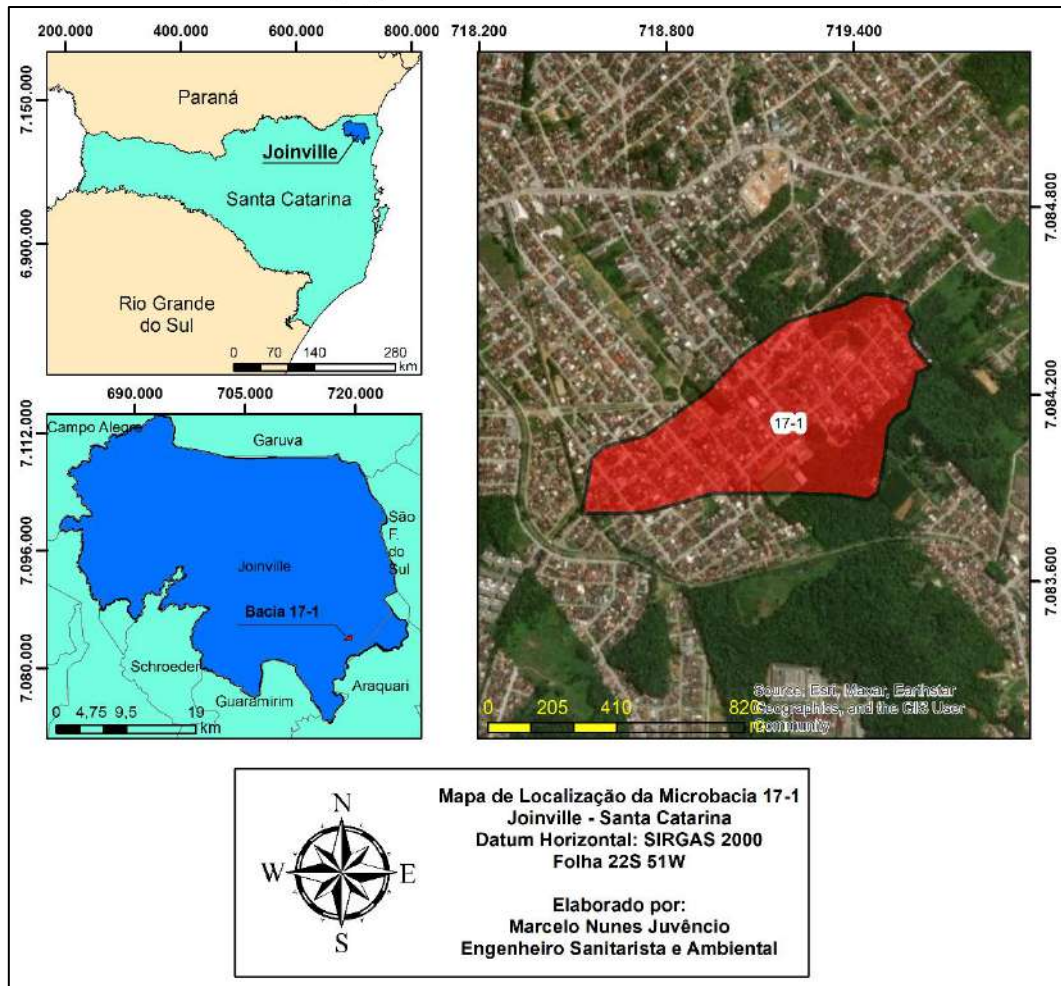 200.000 400.000 600.000 800.000
7.150.000
6.900.000
Paraná
Joinville
Santa Catarina
Rio Grande
do Sul
0 70 140 280
km
690.000 705.000 720.000
7.112.000
7.096.000
7.080.000
Campo Alegre
Garuva
São
F.
do
Sul
Joinville
Bacia 17-1
Schroeder
Guaramirim
Araquari
0 4,75 9,5 19
km
718.200 718.800 719.400
7.084.800
7.084.200
7.083.600
17-1
0 205 410 820
Source: Esri, Maxar, Earthstar
Geographics, and the GIS User
Community
N
W E
S
Mapa de Localização da Microbacia 17-1
Joinville - Santa Catarina
Datum Horizontal: SIRGAS 2000
Folha 22S 51W
Elaborado por:
Marcelo Nunes Juvêncio
Engenheiro Sanitarista e Ambiental